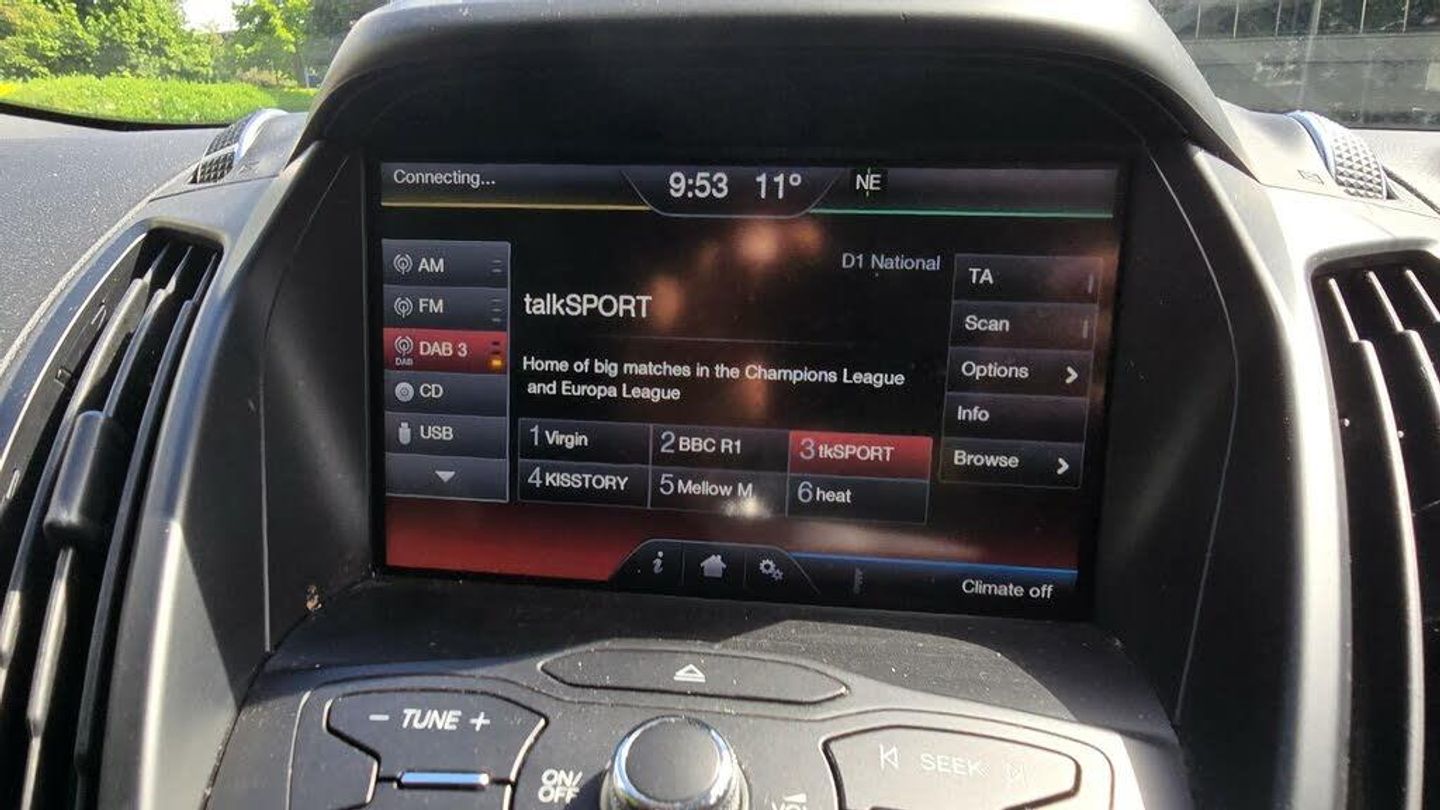 Connecting...
9:53 11° NE
AM
FM
DAB
DAB 3
CD
USB
D1 National
talkSPORT
Home of big matches in the Champions League
and Europa League
1 Virgin
2 BBC R1
3 tkSPORT
4 KISSTORY
5 Mellow M
6 heat
TA
Scan
Options
Info
Browse
i
Climate off
- TUNE +
ON/
OFF
VOL
SEEK